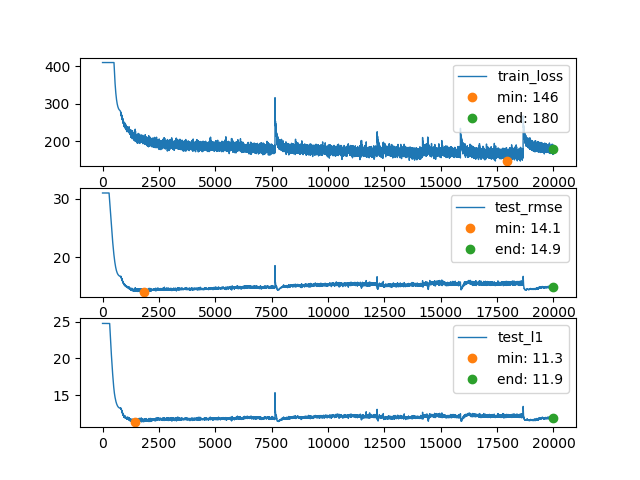 400
300
200
train_loss
min: 146
end: 180
0 2500 5000 7500 10000 12500 15000 17500 20000
30
20
test_rmse
min: 14.1
end: 14.9
0 2500 5000 7500 10000 12500 15000 17500 20000
25
20
15
test_l1
min: 11.3
end: 11.9
0 2500 5000 7500 10000 12500 15000 17500 20000